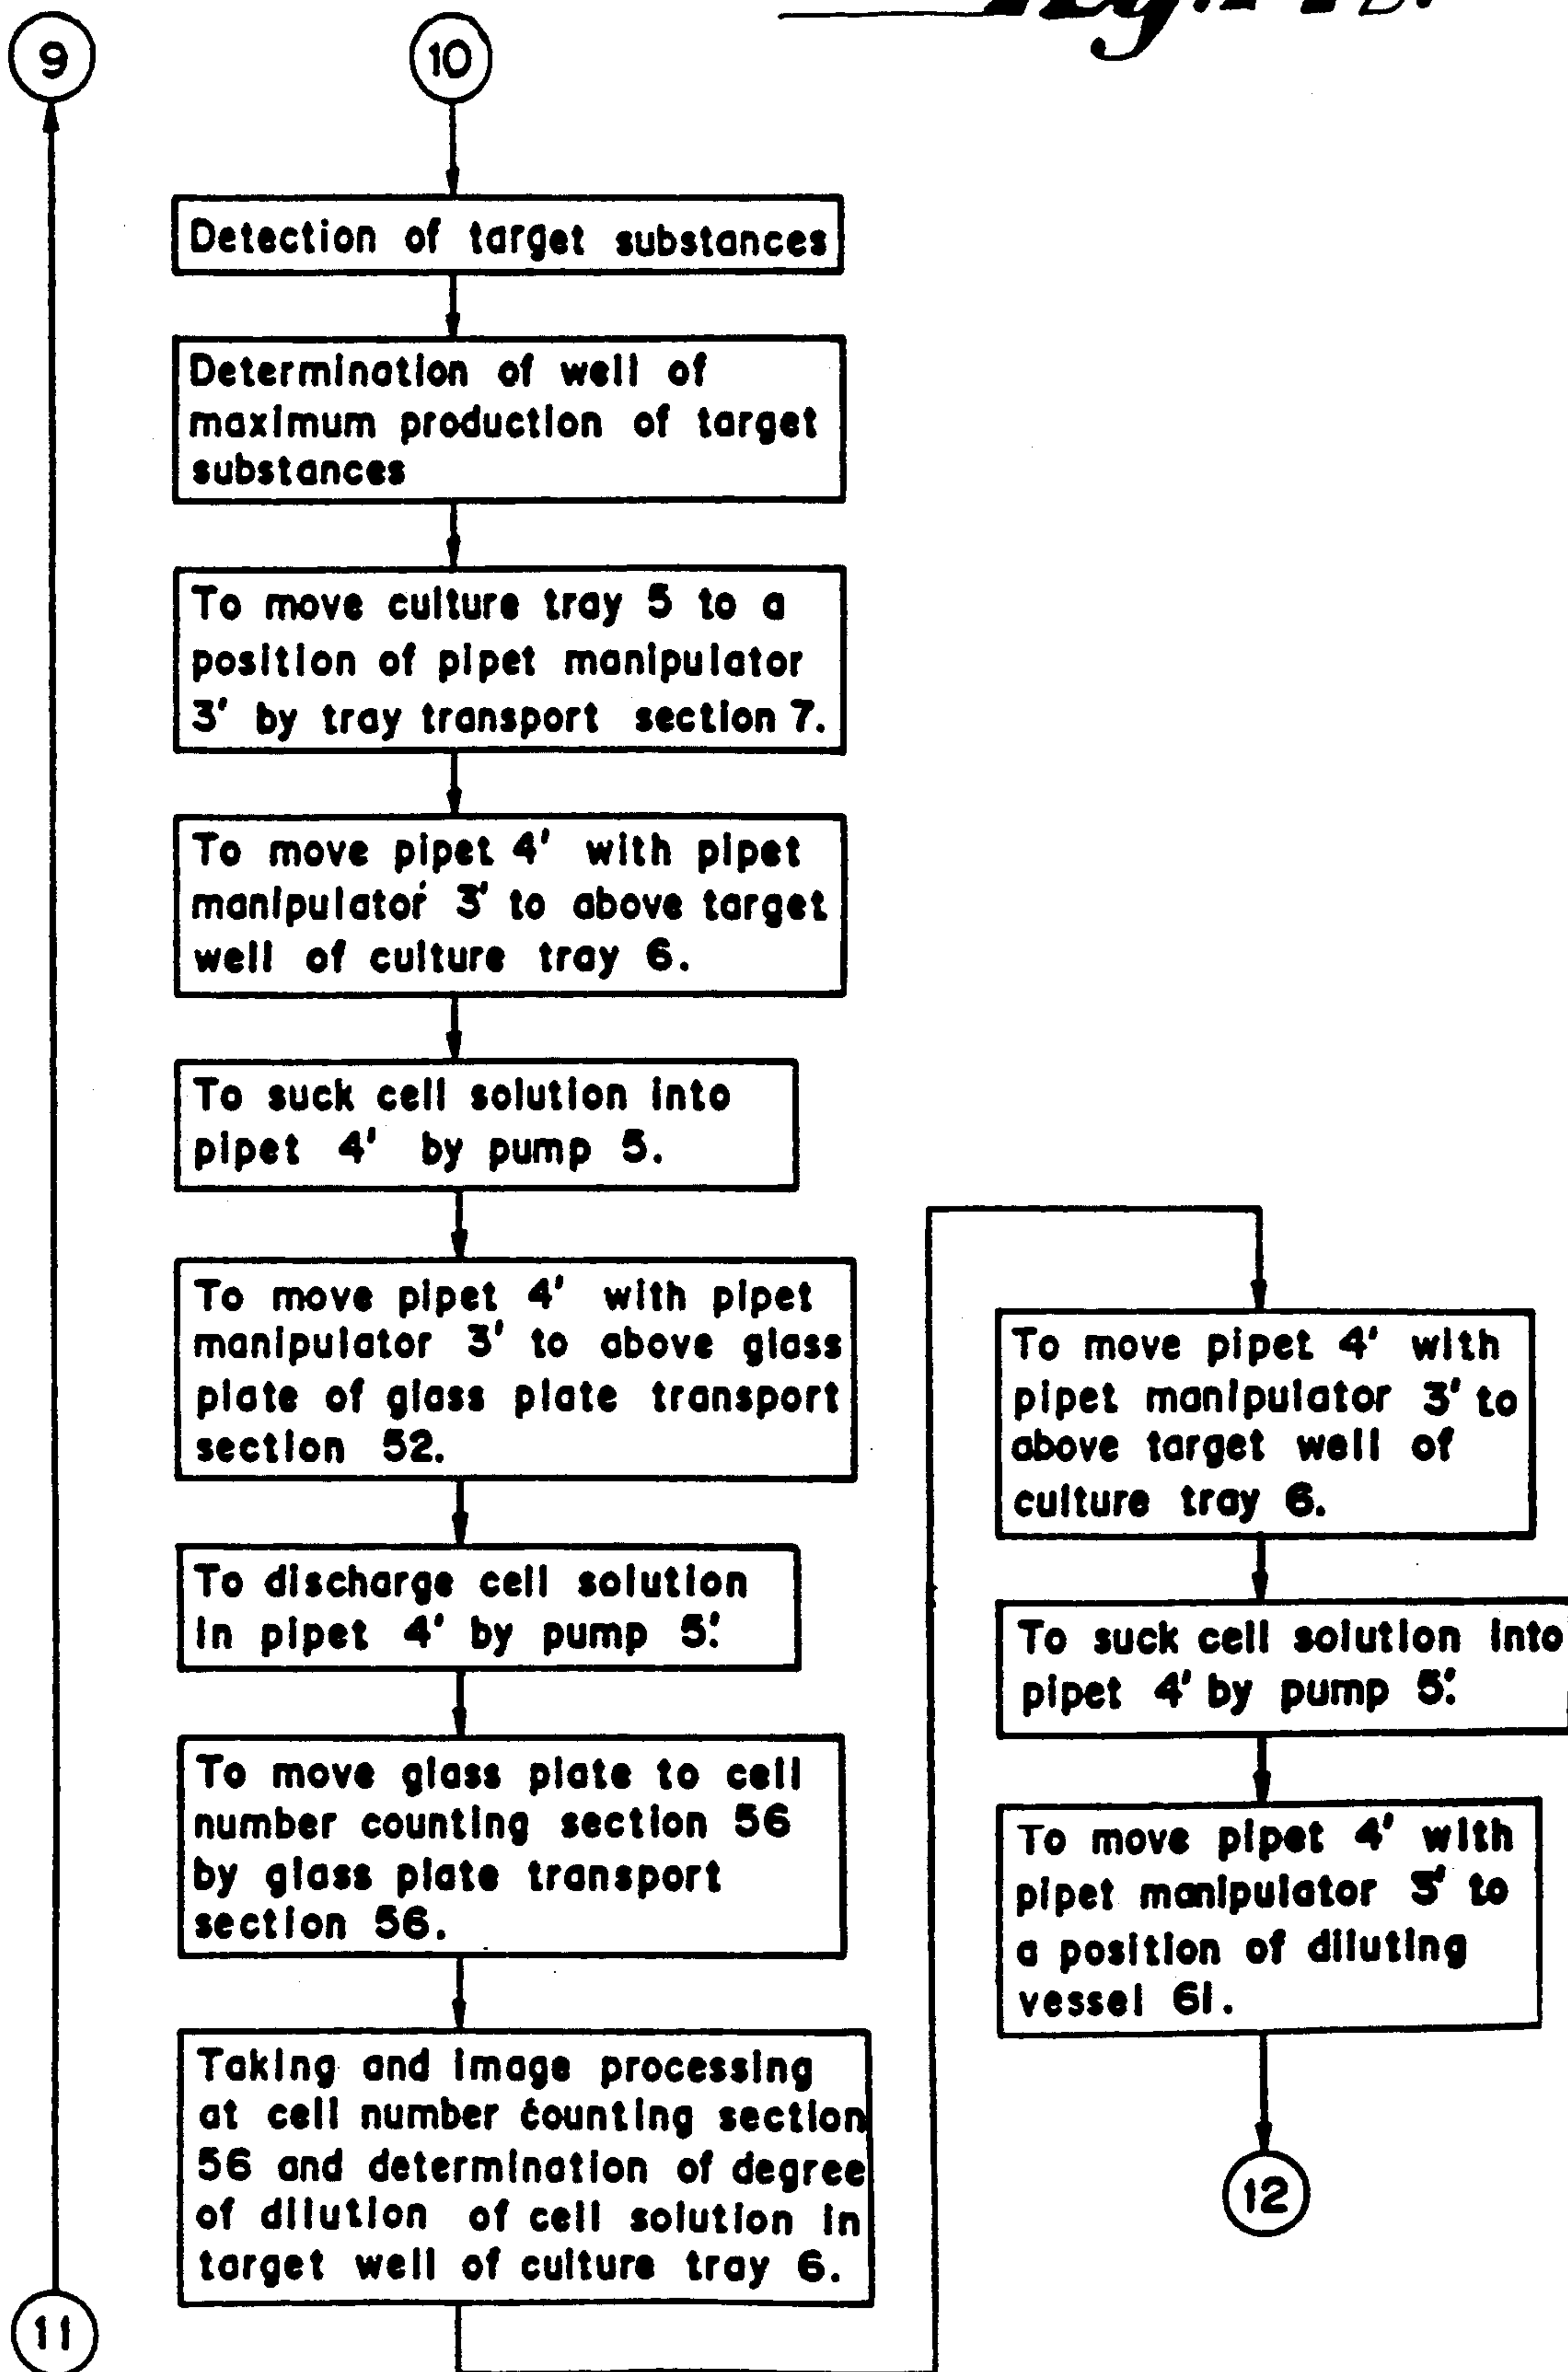 9
10
Detection of target substances
Determination of well of
maximum production of target
substances
To move culture tray 5 to a
position of pipet manipulator
3' by tray transport section 7.
To move pipet 4' with pipet
manipulator 3' to above target
well of culture tray 6.
To suck cell solution into
pipet 4' by pump 5.
To move pipet 4' with pipet
manipulator 3' to above glass
plate of glass plate transport
section 52.
To discharge cell solution
in pipet 4' by pump 5'.
To move glass plate to cell
number counting section 56
by glass plate transport
section 56.
Taking and image processing
at cell number counting section
56 and determination of degree
of dilution of cell solution in
target well of culture tray 6.
11
To move pipet 4' with
pipet manipulator 3' to
above target well of
culture tray 6.
To suck cell solution into
pipet 4' by pump 5'.
To move pipet 4' with
pipet manipulator 3' to
a position of diluting
vessel 61.
12